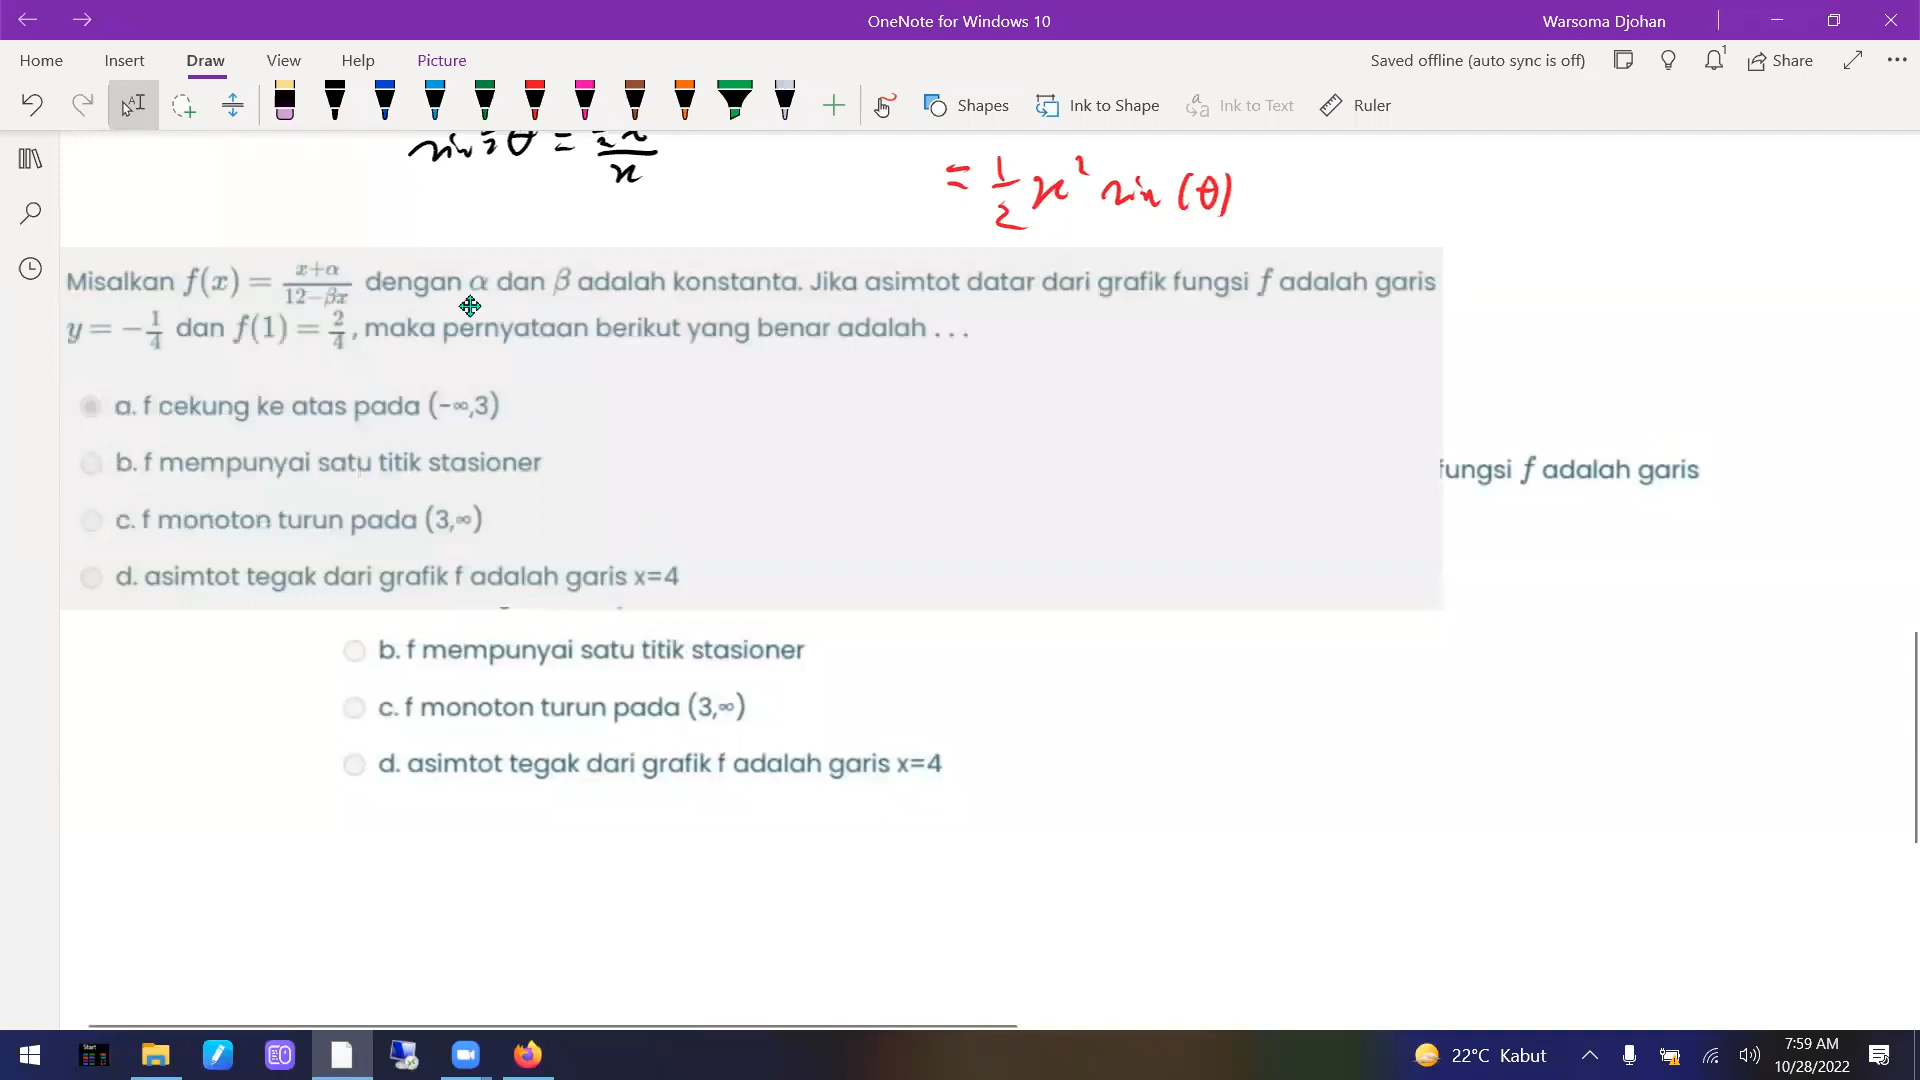 OneNote for Windows 10
Warsoma Djohan
Home Insert Draw View Help Picture
Saved offline (auto sync is off) 1 Share
Shapes Ink to Shape Ink to Text Ruler
= 1/2 x² sin (θ)
Misalkan f(x) = (x+α)/(12−βx) dengan α dan β adalah konstanta. Jika asimtot datar dari grafik fungsi f adalah garis
y = −1/4 dan f(1) = 2/4, maka pernyataan berikut yang benar adalah . . .
a. f cekung ke atas pada (-∞,3)
b. f mempunyai satu titik stasioner
fungsi f adalah garis
c. f monoton turun pada (3,∞)
d. asimtot tegak dari grafik f adalah garis x=4
b. f mempunyai satu titik stasioner
c. f monoton turun pada (3,∞)
d. asimtot tegak dari grafik f adalah garis x=4
Start
22°C Kabut
7:59 AM
10/28/2022